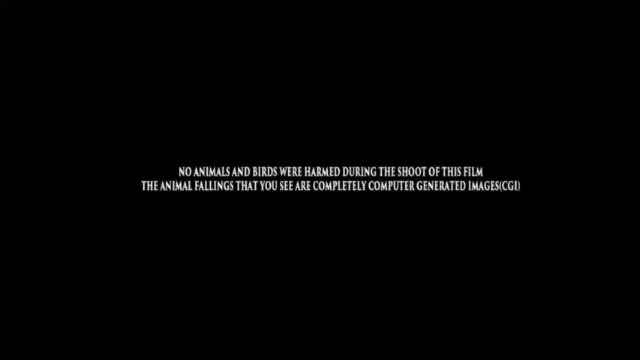 NO ANIMALS AND BIRDS WERE HARMED DURING THE SHOOT OF THIS FILM
THE ANIMAL FALLINGS THAT YOU SEE ARE COMPLETELY COMPUTER GENERATED IMAGES(CGI)